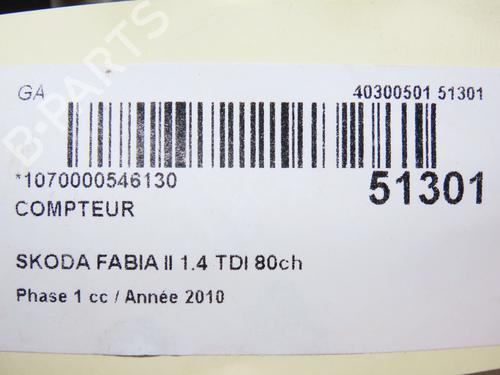 GA
40300501 51301
*1070000546130
51301
COMPTEUR
SKODA FABIA II 1.4 TDI 80ch
Phase 1 cc / Année 2010
B-PARTS